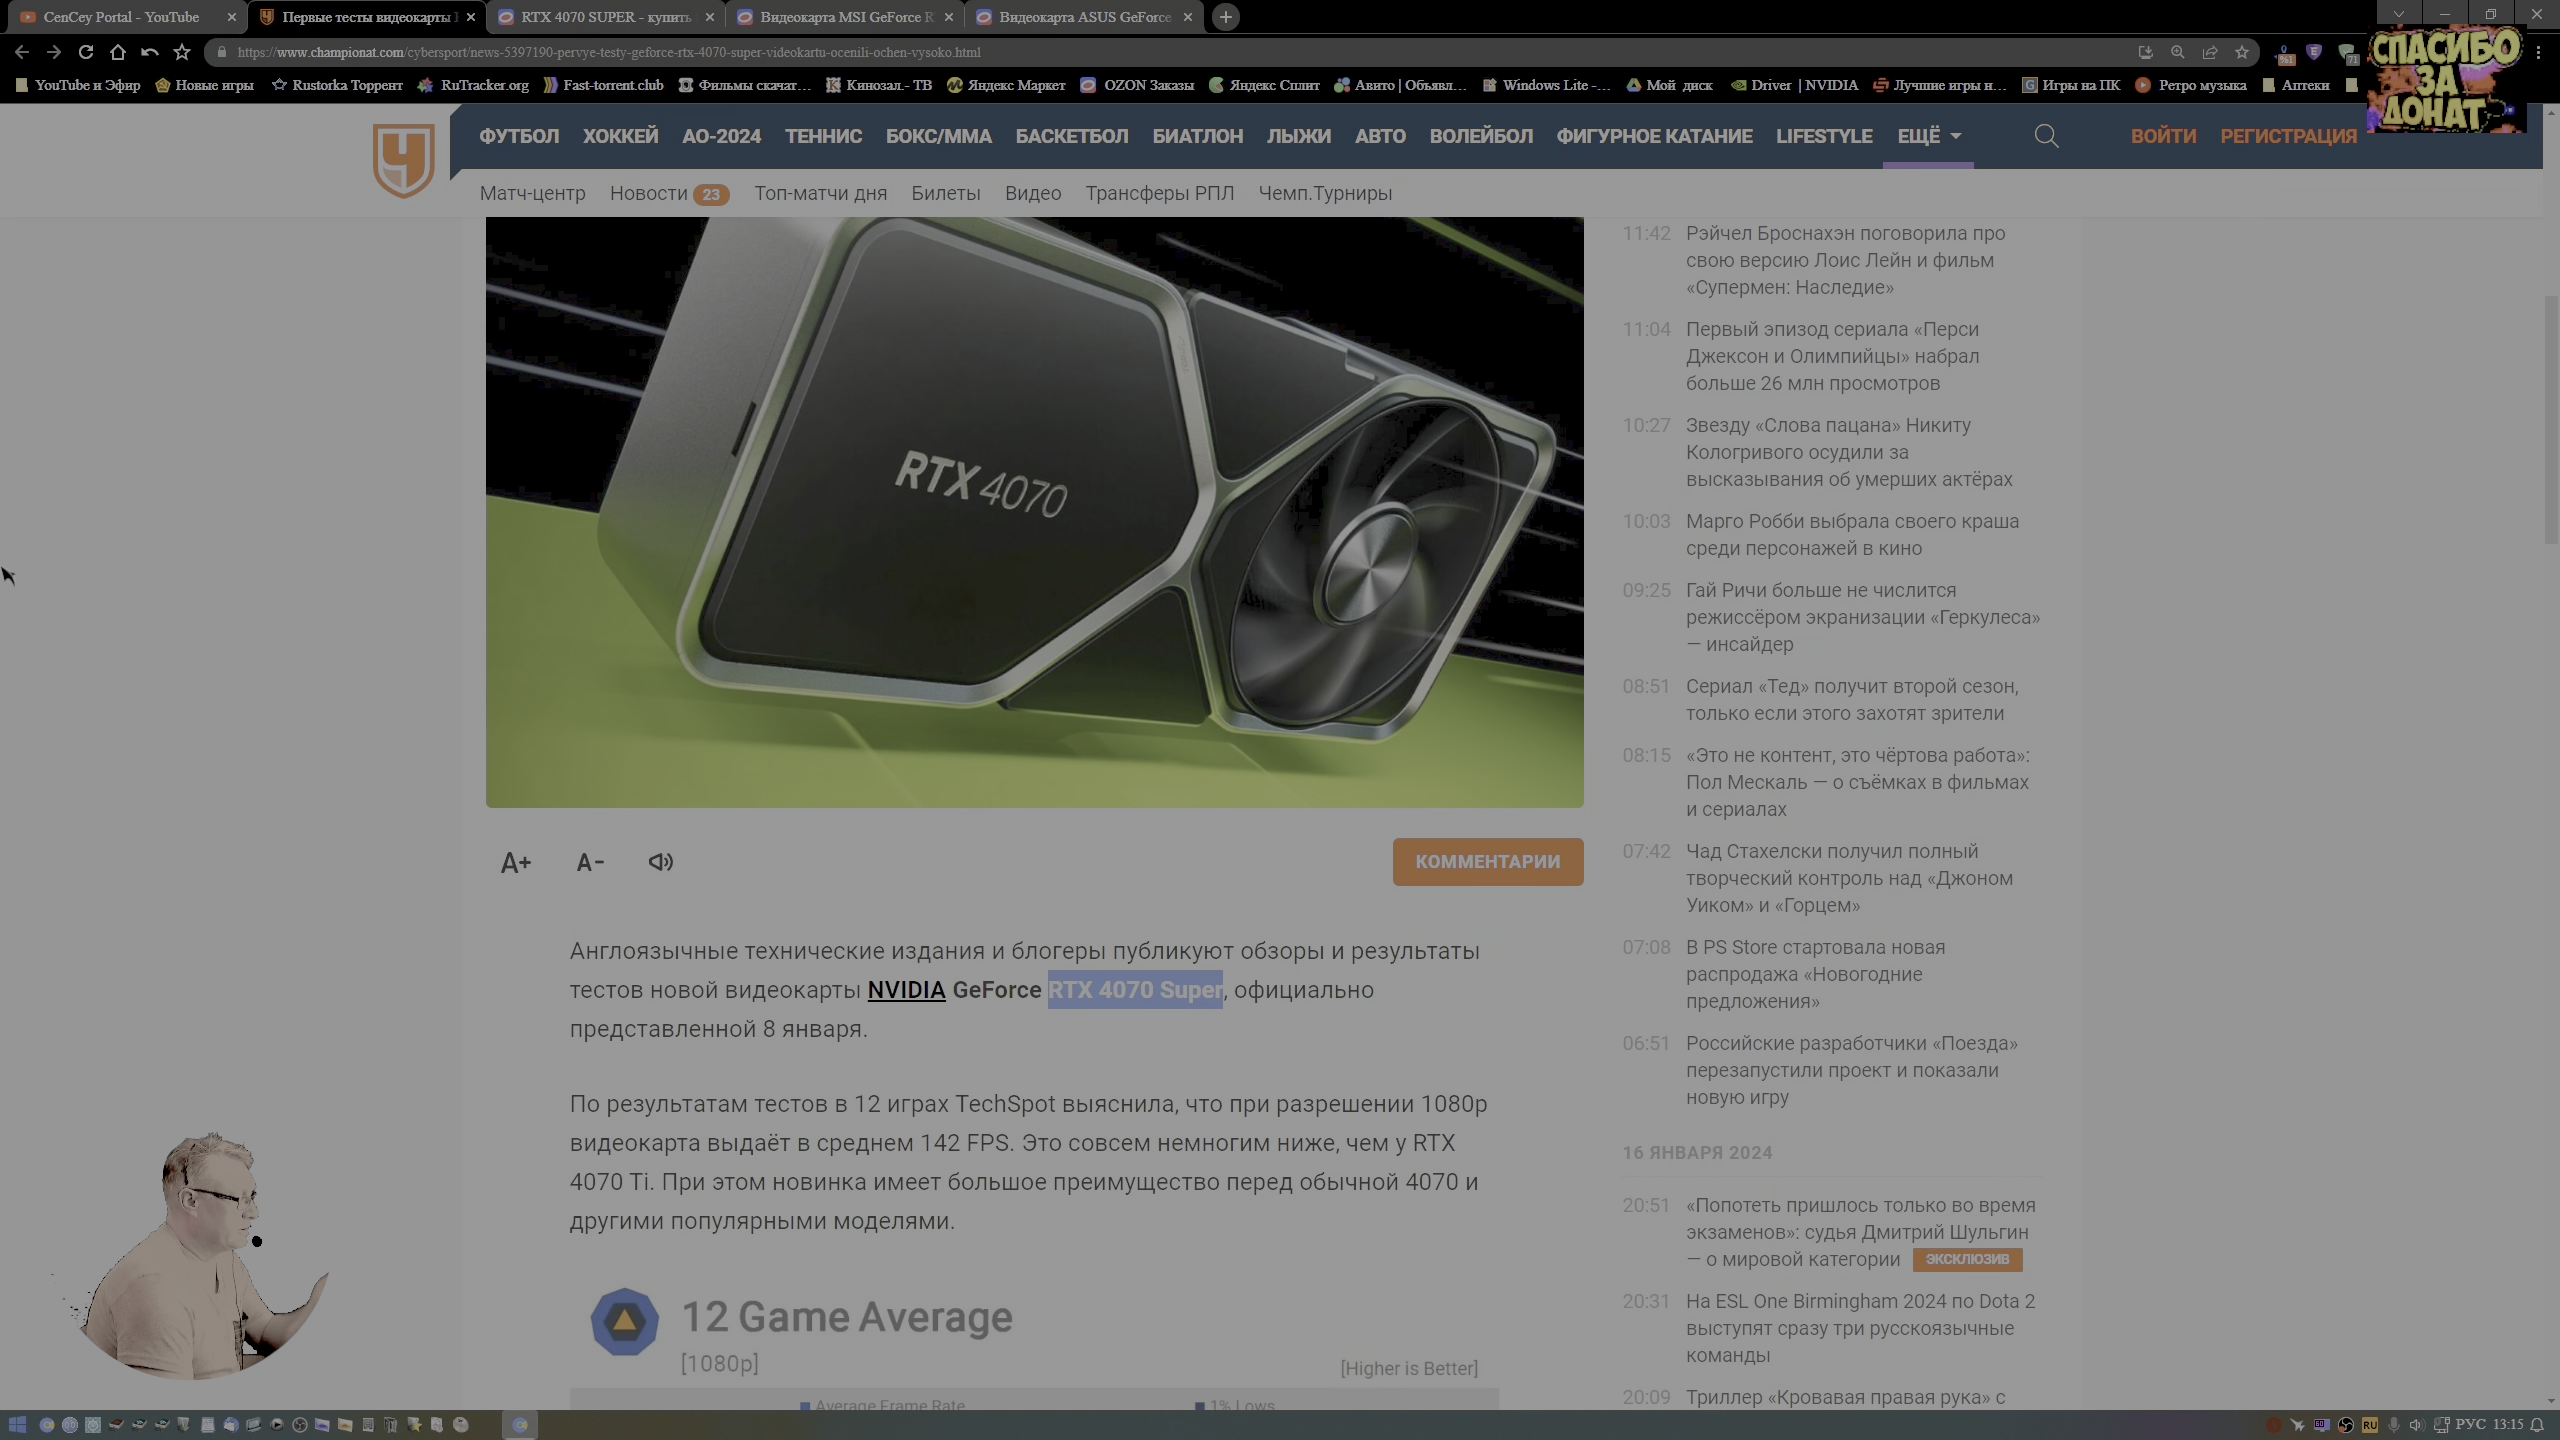 CenCey Portal - YouTube
Первые тесты видеокарты
RTX 4070 SUPER - купить
Видеокарта MSI GeForce R
Видеокарта ASUS GeForce
https://www.championat.com/cybersport/news-5397190-pervye-testy-geforce-rtx-4070-super-videokartu-ocenili-ochen-vysoko.html
YouTube и Эфир
Новые игры
Rustorka Торрент
RuTracker.org
Fast-torrent.club
Фильмы скачат…
Кинозал.- ТВ
Яндекс Маркет
OZON Заказы
Яндекс Сплит
Авито | Объявл…
Windows Lite -…
Мой диск
Driver | NVIDIA
Лучшие игры н…
Игры на ПК
Ретро музыка
Аптеки
СПАСИБО
ЗА
ДОНАТ
ФУТБОЛ ХОККЕЙ АО-2024 ТЕННИС БОКС/ММА БАСКЕТБОЛ БИАТЛОН ЛЫЖИ АВТО ВОЛЕЙБОЛ ФИГУРНОЕ КАТАНИЕ LIFESTYLE ЕЩЁ
ВОЙТИ РЕГИСТРАЦИЯ
Матч-центр Новости 23 Топ-матчи дня Билеты Видео Трансферы РПЛ Чемп.Турниры
RTX 4070
A+ A- КОММЕНТАРИИ
Англоязычные технические издания и блогеры публикуют обзоры и результаты
тестов новой видеокарты NVIDIA GeForce RTX 4070 Super, официально
представленной 8 января.
По результатам тестов в 12 играх TechSpot выяснила, что при разрешении 1080p
видеокарта выдаёт в среднем 142 FPS. Это совсем немногим ниже, чем у RTX
4070 Ti. При этом новинка имеет большое преимущество перед обычной 4070 и
другими популярными моделями.
12 Game Average
[1080p]
[Higher is Better]
Average Frame Rate
1% Lows
11:42 Рэйчел Броснахэн поговорила про
свою версию Лоис Лейн и фильм
«Супермен: Наследие»
11:04 Первый эпизод сериала «Перси
Джексон и Олимпийцы» набрал
больше 26 млн просмотров
10:27 Звезду «Слова пацана» Никиту
Кологривого осудили за
высказывания об умерших актёрах
10:03 Марго Робби выбрала своего краша
среди персонажей в кино
09:25 Гай Ричи больше не числится
режиссёром экранизации «Геркулеса»
— инсайдер
08:51 Сериал «Тед» получит второй сезон,
только если этого захотят зрители
08:15 «Это не контент, это чёртова работа»:
Пол Мескаль — о съёмках в фильмах
и сериалах
07:42 Чад Стахелски получил полный
творческий контроль над «Джоном
Уиком» и «Горцем»
07:08 В PS Store стартовала новая
распродажа «Новогодние
предложения»
06:51 Российские разработчики «Поезда»
перезапустили проект и показали
новую игру
16 ЯНВАРЯ 2024
20:51 «Попотеть пришлось только во время
экзаменов»: судья Дмитрий Шульгин
— о мировой категории ЭКСКЛЮЗИВ
20:31 На ESL One Birmingham 2024 по Dota 2
выступят сразу три русскоязычные
команды
20:09 Триллер «Кровавая правая рука» с
RU
РУС 13:15